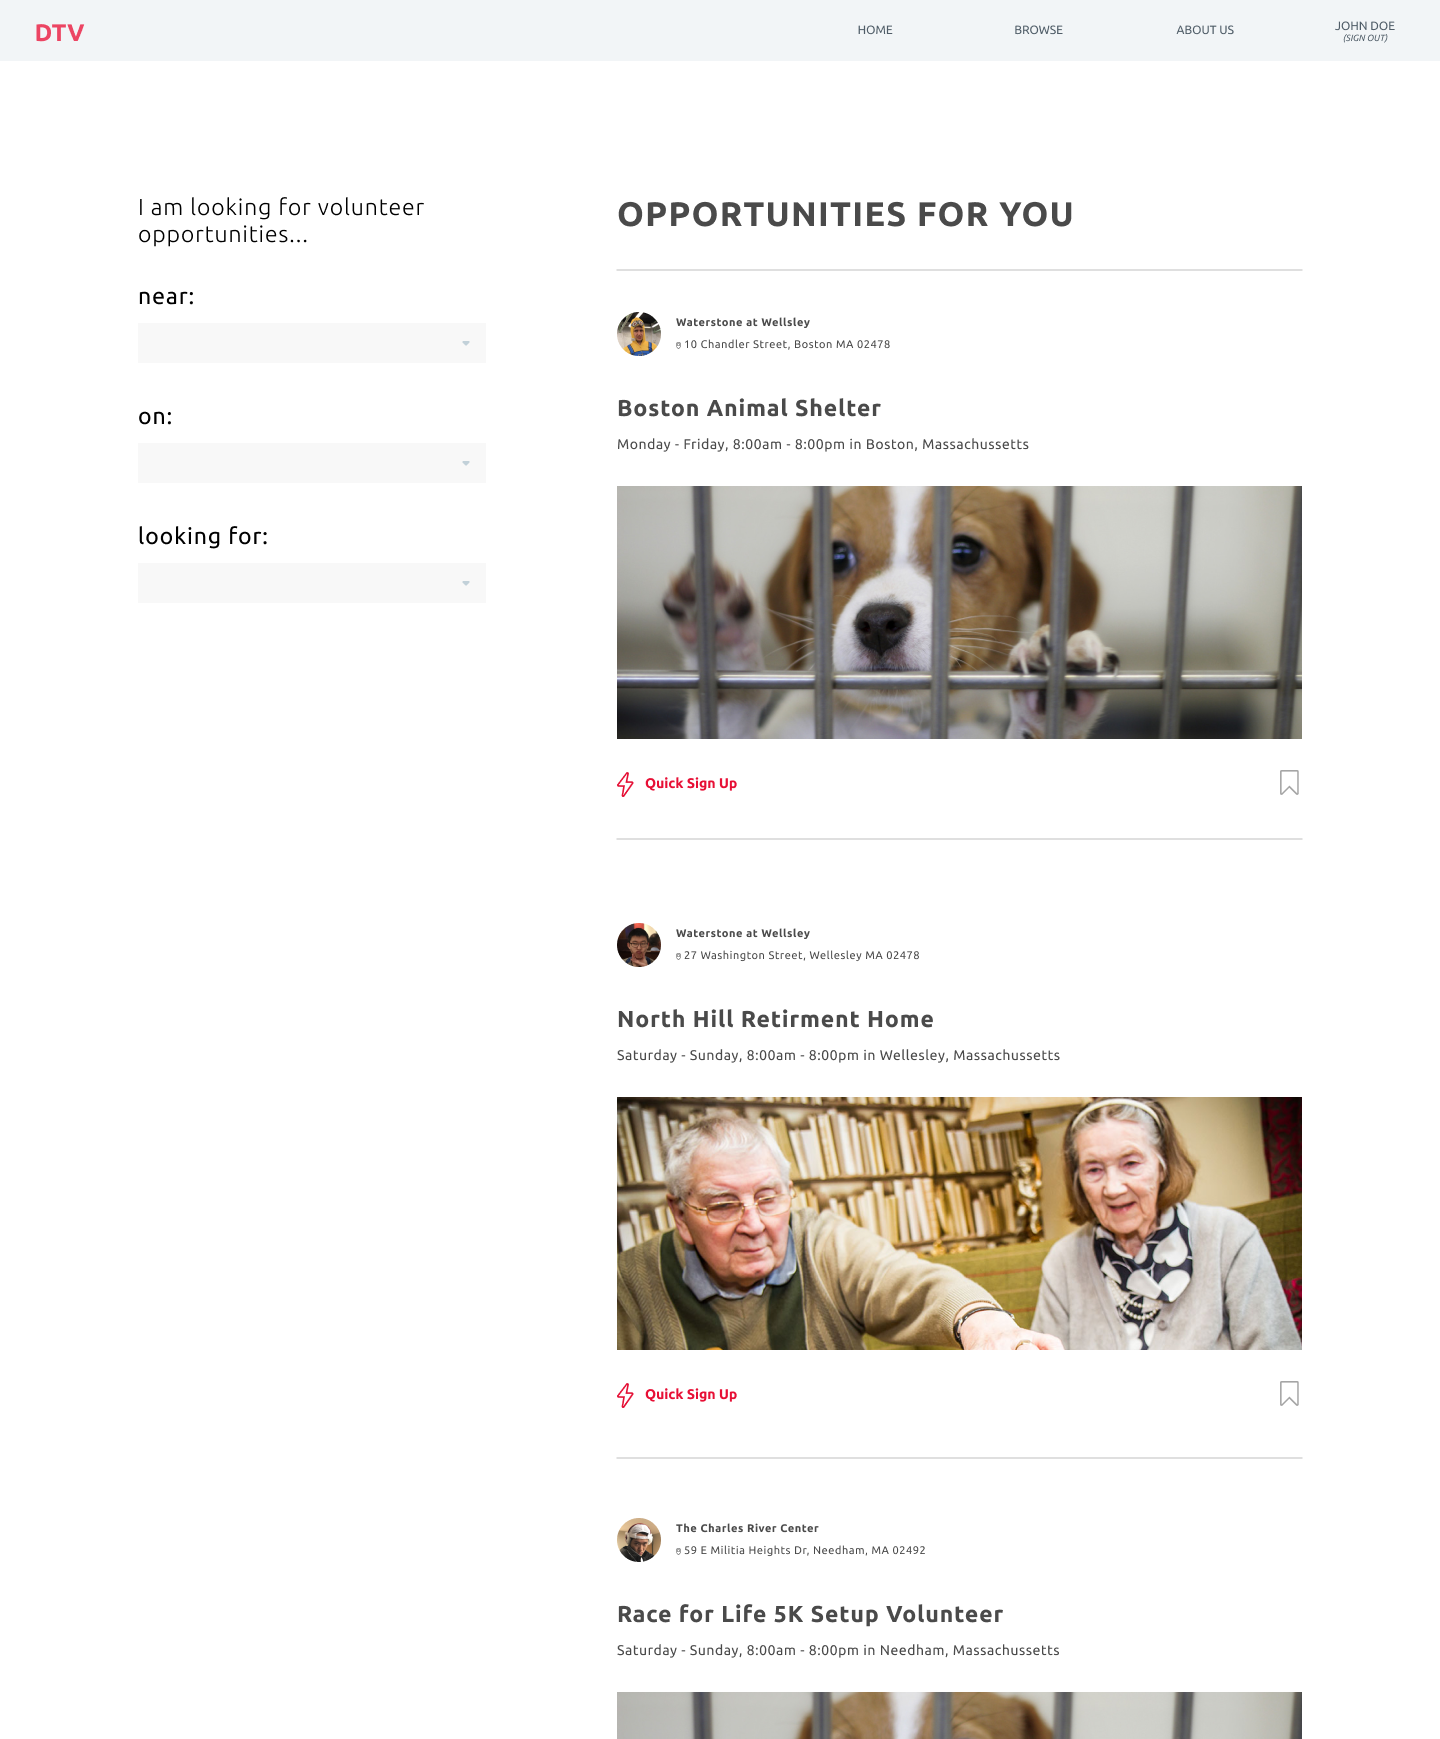 DTV
HOME
BROWSE
ABOUT US
JOHN DOE
(SIGN OUT)
I am looking for volunteer
opportunities...
near:
on:
looking for:
OPPORTUNITIES FOR YOU
Waterstone at Wellsley
10 Chandler Street, Boston MA 02478
Boston Animal Shelter
Monday - Friday, 8:00am - 8:00pm in Boston, Massachussetts
Quick Sign Up
Waterstone at Wellsley
27 Washington Street, Wellesley MA 02478
North Hill Retirment Home
Saturday - Sunday, 8:00am - 8:00pm in Wellesley, Massachussetts
Quick Sign Up
The Charles River Center
59 E Militia Heights Dr, Needham, MA 02492
Race for Life 5K Setup Volunteer
Saturday - Sunday, 8:00am - 8:00pm in Needham, Massachussetts